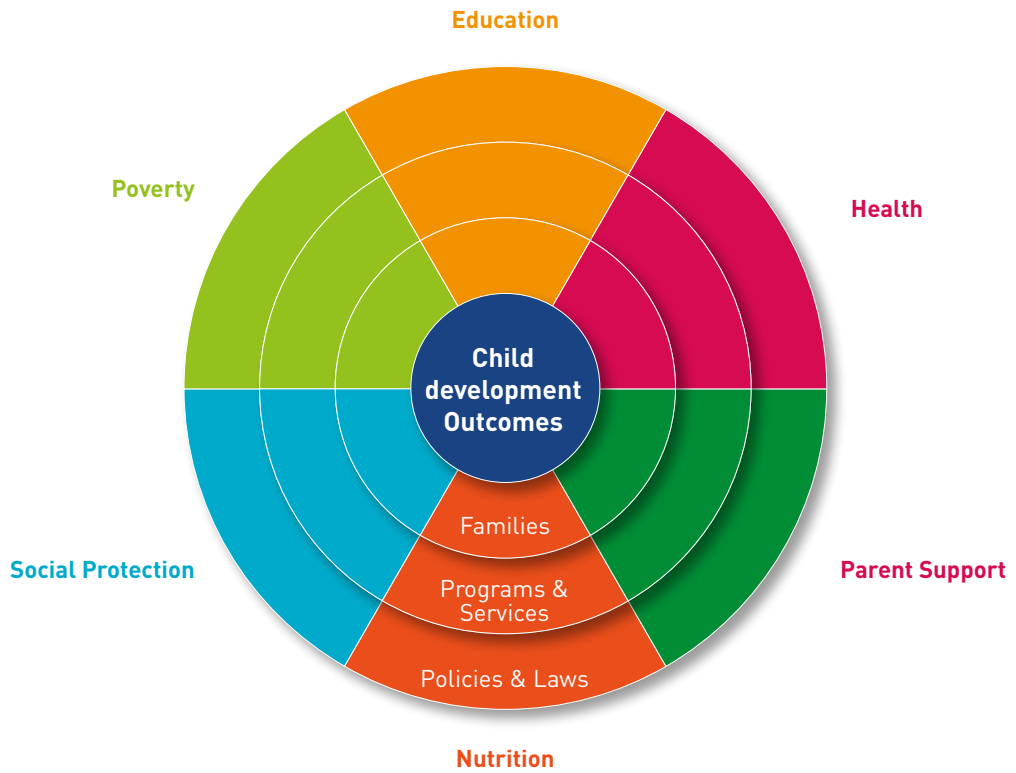 Education
Poverty
Health
Child
development
Outcomes
Families
Social Protection
Parent Support
Programs &
Services
Policies & Laws
Nutrition